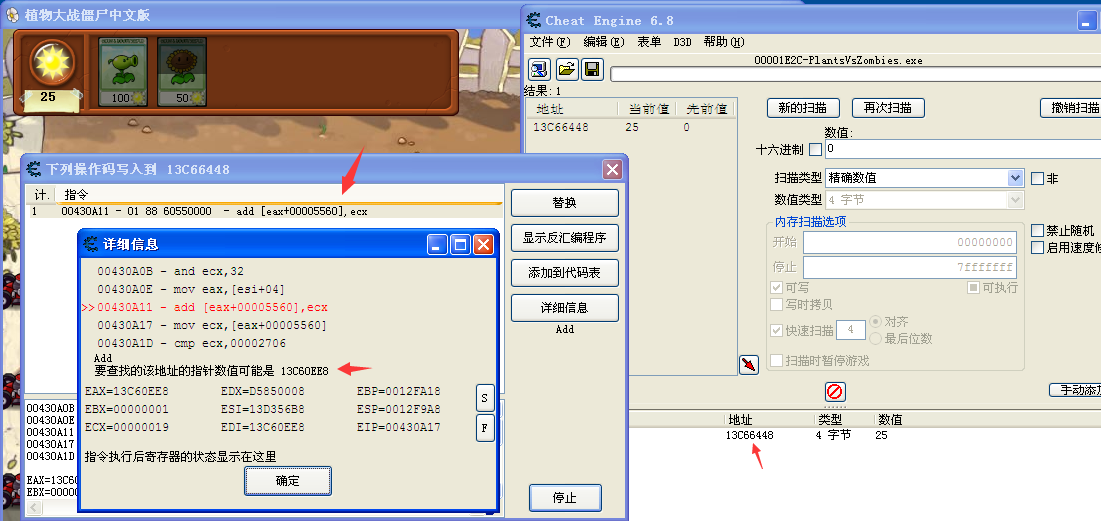 植物大战僵尸中文版
25
100
50
Cheat Engine 6.8
文件(F) 编辑(E) 表单 D3D 帮助(H)
00001E2C-PlantsVsZombies.exe
结果: 1
地址 当前值 先前值
13C66448 25 0
新的扫描 再次扫描 撤销扫描
数值:
十六进制 0
扫描类型 精确数值 非
数值类型 4 字节
内存扫描选项
开始 00000000
停止 7fffffff
可写 可执行
写时拷贝
快速扫描 4 对齐
最后位数
扫描时暂停游戏
禁止随机
启用速度修
手动添加
地址 类型 数值
13C66448 4 字节 25
下列操作码写入到 13C66448
计. 指令
1 00430A11 - 01 88 60550000 - add [eax+00005560],ecx
替换
显示反汇编程序
添加到代码表
详细信息
Add
停止
详细信息
00430A0B - and ecx,32
00430A0E - mov eax,[esi+04]
>>00430A11 - add [eax+00005560],ecx
00430A17 - mov ecx,[eax+00005560]
00430A1D - cmp ecx,00002706
Add
要查找的该地址的指针数值可能是 13C60EE8
EAX=13C60EE8 EDX=D5850008 EBP=0012FA18
EBX=00000001 ESI=13D356B8 ESP=0012F9A8
ECX=00000019 EDI=13C60EE8 EIP=00430A17
S
F
指令执行后寄存器的状态显示在这里
确定
00430A0B
00430A0E
00430A11
00430A17
00430A1D
EAX=13C60
EBX=00000